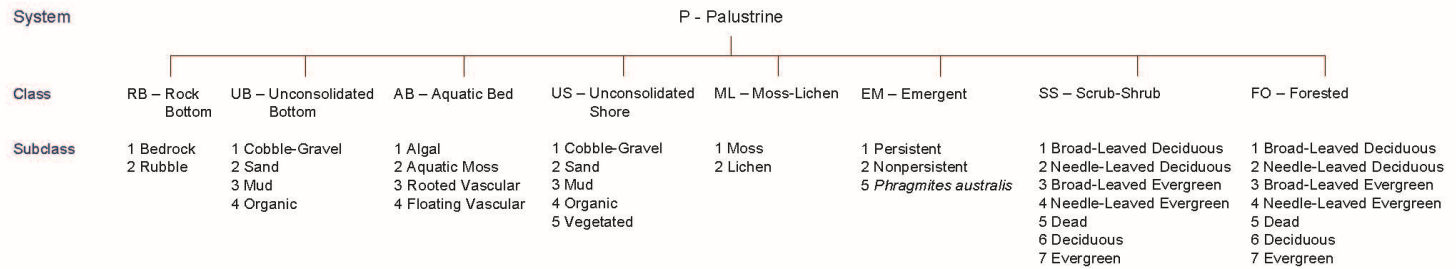 System
P - Palustrine
Class
RB – Rock
Bottom
UB – Unconsolidated
Bottom
AB – Aquatic Bed
US – Unconsolidated
Shore
ML – Moss-Lichen
EM – Emergent
SS – Scrub-Shrub
FO – Forested
Subclass
1 Bedrock
2 Rubble
1 Cobble-Gravel
2 Sand
3 Mud
4 Organic
1 Algal
2 Aquatic Moss
3 Rooted Vascular
4 Floating Vascular
1 Cobble-Gravel
2 Sand
3 Mud
4 Organic
5 Vegetated
1 Moss
2 Lichen
1 Persistent
2 Nonpersistent
5 Phragmites australis
1 Broad-Leaved Deciduous
2 Needle-Leaved Deciduous
3 Broad-Leaved Evergreen
4 Needle-Leaved Evergreen
5 Dead
6 Deciduous
7 Evergreen
1 Broad-Leaved Deciduous
2 Needle-Leaved Deciduous
3 Broad-Leaved Evergreen
4 Needle-Leaved Evergreen
5 Dead
6 Deciduous
7 Evergreen